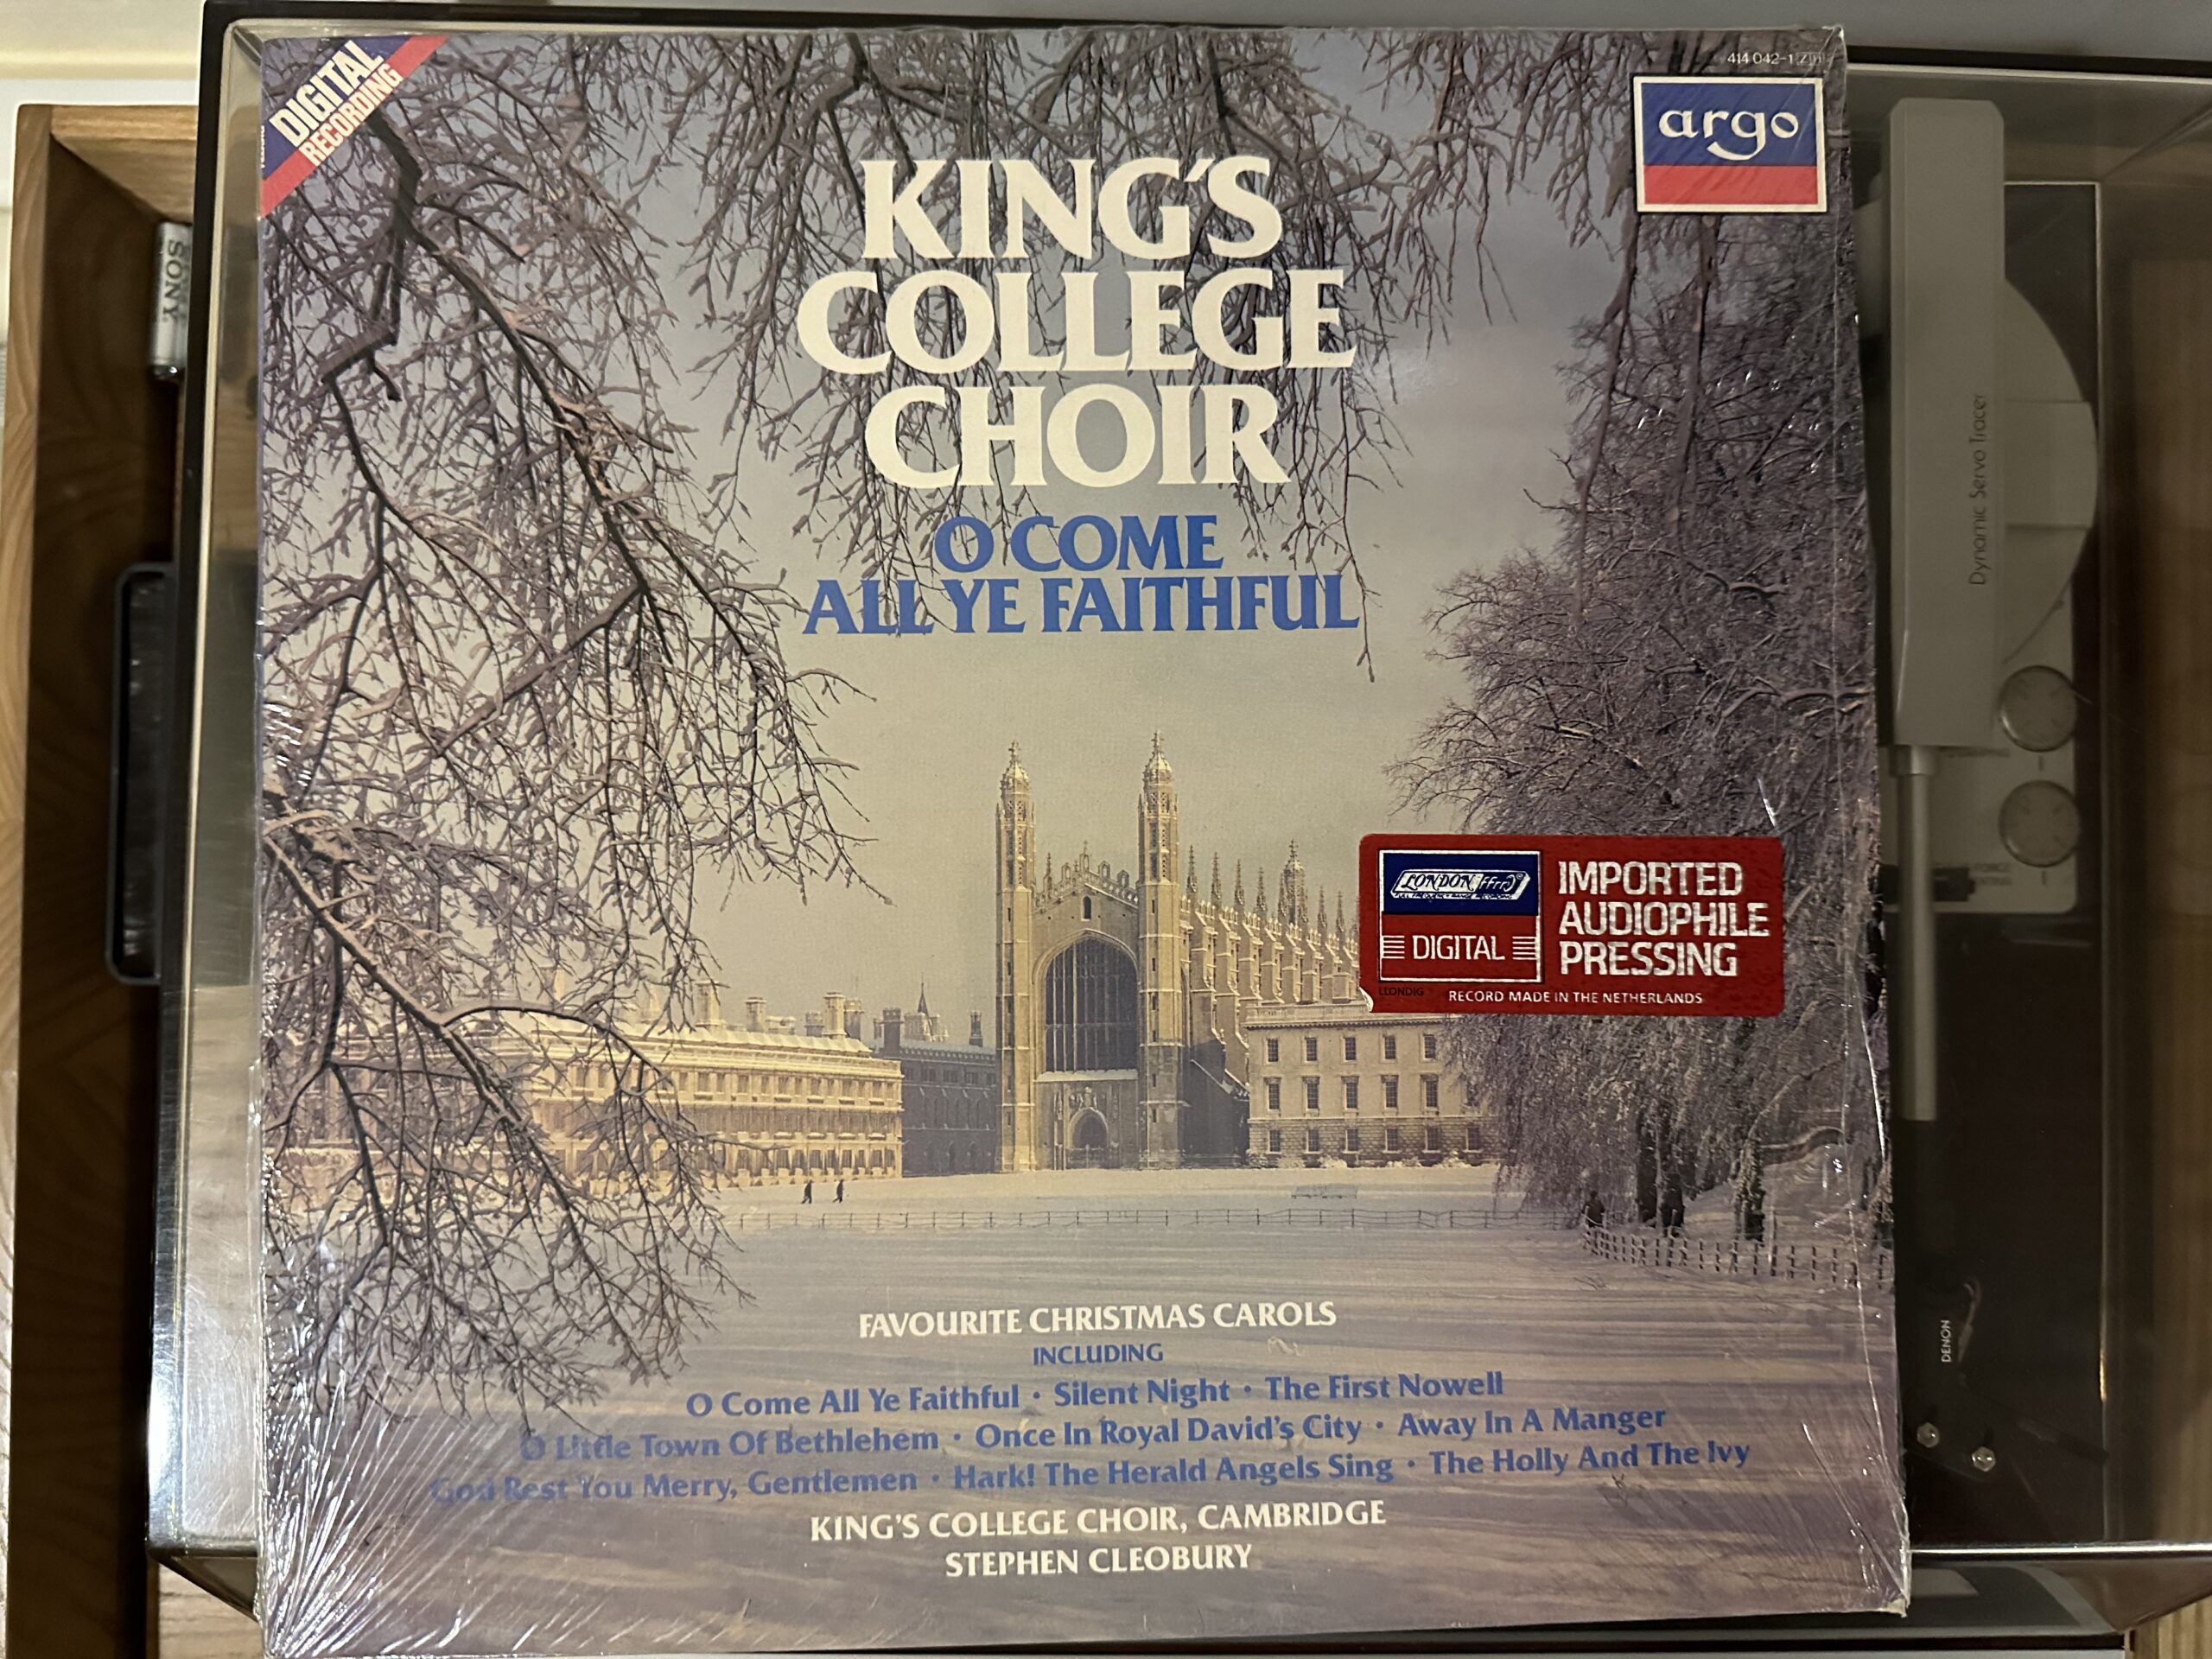 DIGITAL
RECORDING
414 042-1
argo
KING'S
COLLEGE
CHOIR
O COME
ALL YE FAITHFUL
SONY
Dynamic Servo Tracer
LONDON ffrr®
DIGITAL
IMPORTED
AUDIOPHILE
PRESSING
LLONDIG
RECORD MADE IN THE NETHERLANDS
FAVOURITE CHRISTMAS CAROLS
INCLUDING
O Come All Ye Faithful · Silent Night · The First Nowell
O Little Town Of Bethlehem · Once In Royal David's City · Away In A Manger
God Rest You Merry, Gentlemen · Hark! The Herald Angels Sing · The Holly And The Ivy
KING'S COLLEGE CHOIR, CAMBRIDGE
STEPHEN CLEOBURY
DENON